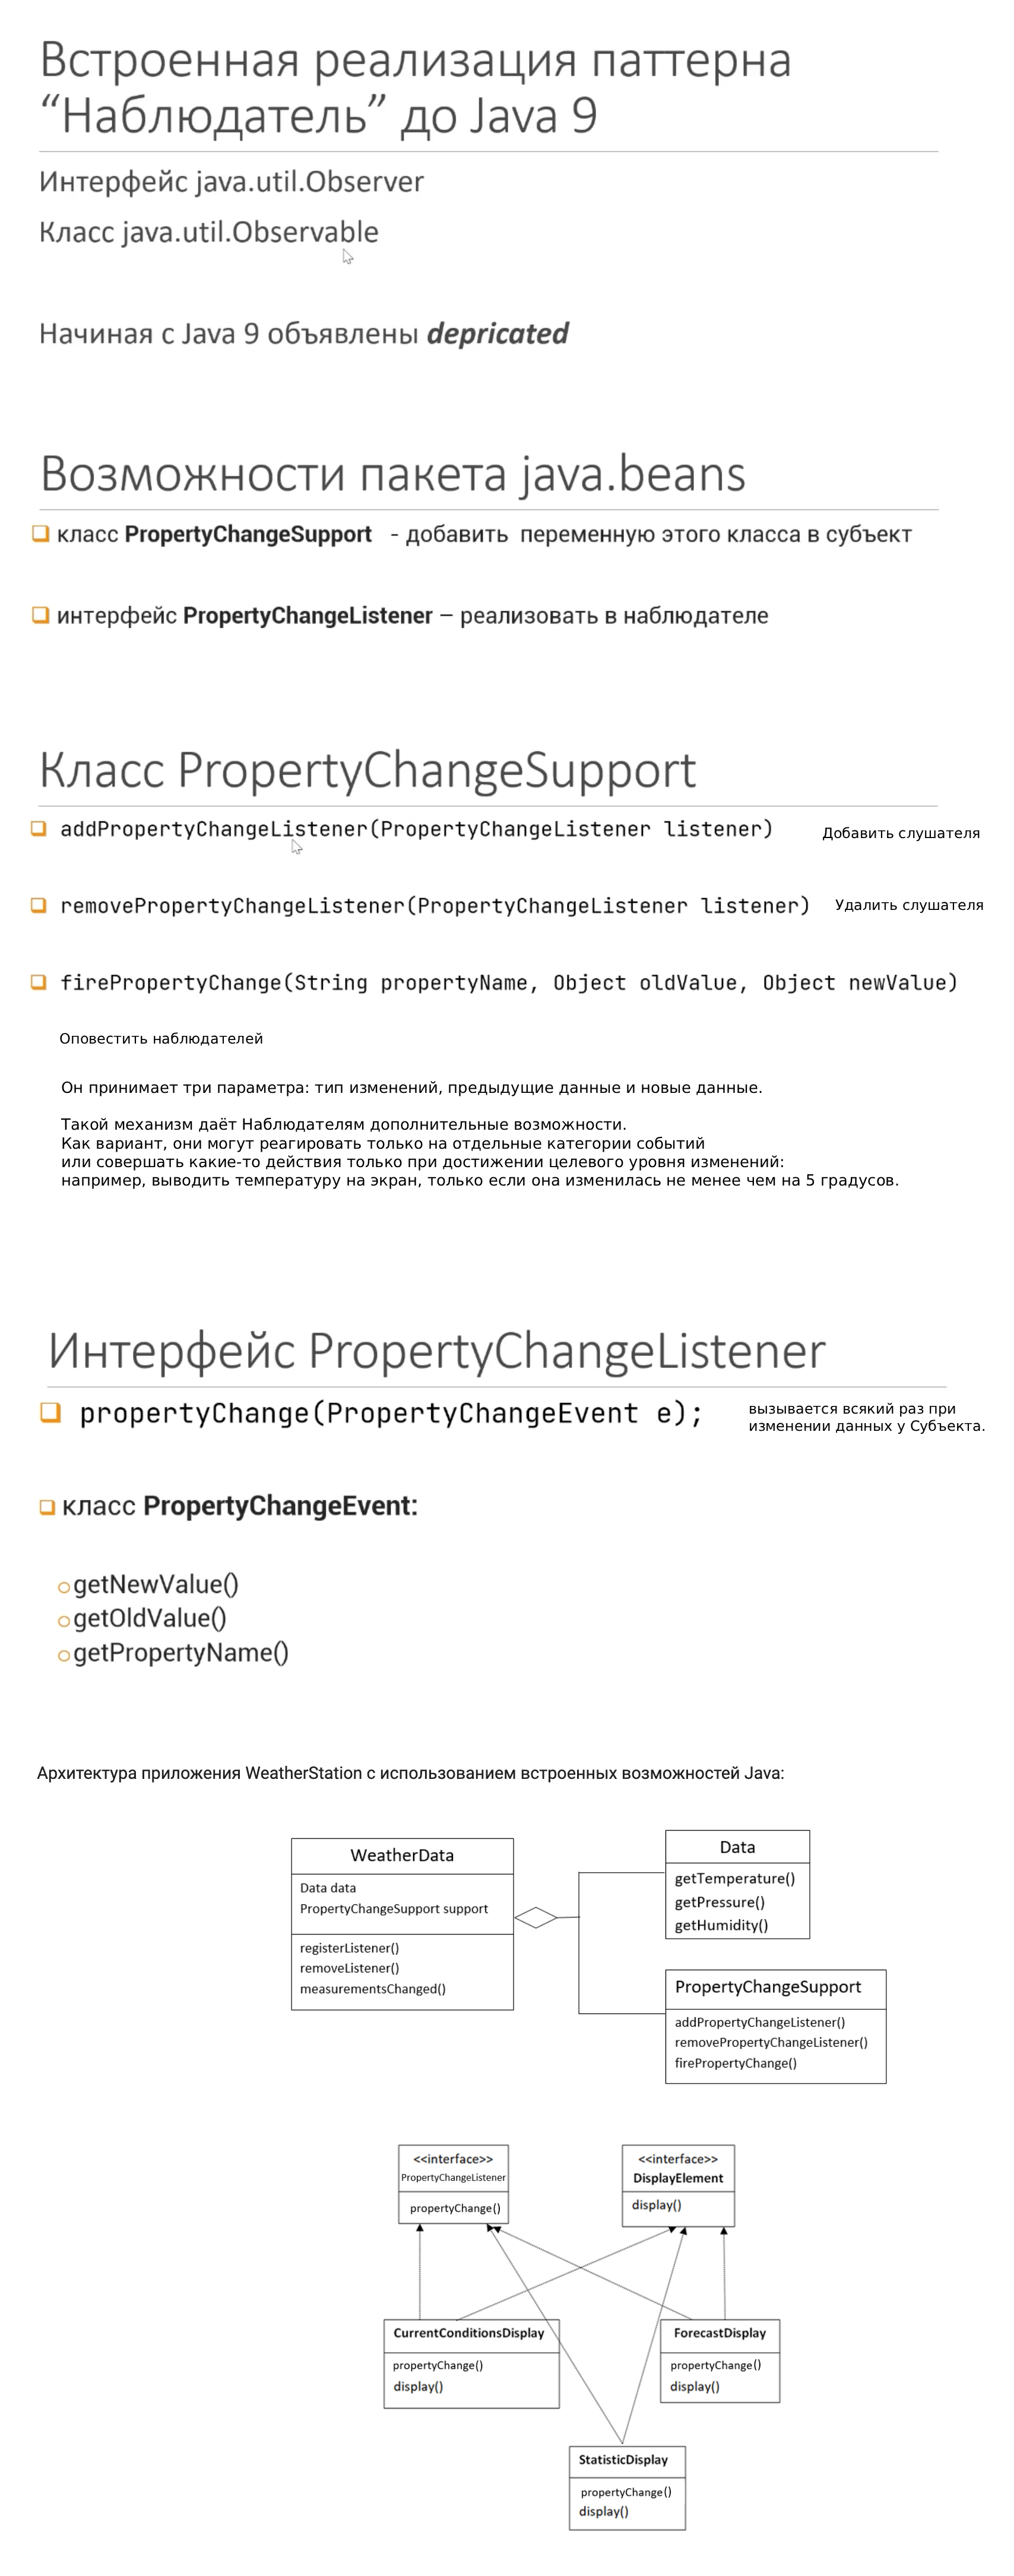 Встроенная реализация паттерна
“Наблюдатель” до Java 9
Интерфейс java.util.Observer
Класс java.util.Observable
Начиная с Java 9 объявлены depricated
Возможности пакета java.beans
класс PropertyChangeSupport - добавить переменную этого класса в субъект
интерфейс PropertyChangeListener – реализовать в наблюдателе
Класс PropertyChangeSupport
addPropertyChangeListener(PropertyChangeListener listener) Добавить слушателя
removePropertyChangeListener(PropertyChangeListener listener) Удалить слушателя
firePropertyChange(String propertyName, Object oldValue, Object newValue)
Оповестить наблюдателей
Он принимает три параметра: тип изменений, предыдущие данные и новые данные.
Такой механизм даёт Наблюдателям дополнительные возможности.
Как вариант, они могут реагировать только на отдельные категории событий
или совершать какие-то действия только при достижении целевого уровня изменений:
например, выводить температуру на экран, только если она изменилась не менее чем на 5 градусов.
Интерфейс PropertyChangeListener
propertyChange(PropertyChangeEvent e);
вызывается всякий раз при
изменении данных у Субъекта.
класс PropertyChangeEvent:
getNewValue()
getOldValue()
getPropertyName()
Архитектура приложения WeatherStation с использованием встроенных возможностей Java:
WeatherData
Data data
PropertyChangeSupport support
registerListener()
removeListener()
measurementsChanged()
Data
getTemperature()
getPressure()
getHumidity()
PropertyChangeSupport
addPropertyChangeListener()
removePropertyChangeListener()
firePropertyChange()
<<interface>>
PropertyChangeListener
propertyChange()
<<interface>>
DisplayElement
display()
CurrentConditionsDisplay
propertyChange()
display()
ForecastDisplay
propertyChange()
display()
StatisticDisplay
propertyChange()
display()